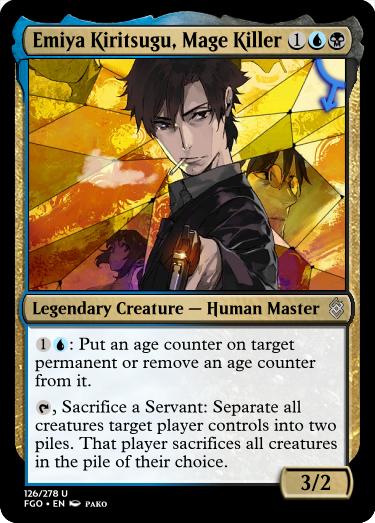 Emiya Kiritsugu, Mage Killer 1
Legendary Creature — Human Master
1 : Put an age counter on target
permanent or remove an age counter
from it.
, Sacrifice a Servant: Separate all
creatures target player controls into two
piles. That player sacrifices all creatures
in the pile of their choice.
3/2
126/278 U
FGO • EN PAKO